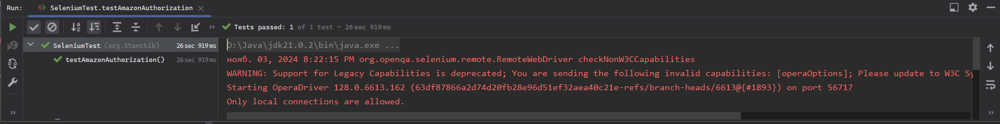 Run: SeleniumTest.testAmazonAuthorization
Tests passed: 1 of 1 test – 26 sec 919 ms
SeleniumTest (org.Stanchik) 26 sec 919 ms
testAmazonAuthorization() 26 sec 919 ms
D:\Java\jdk21.0.2\bin\java.exe ...
нояб. 03, 2024 8:22:15 PM org.openqa.selenium.remote.RemoteWebDriver checkNonW3CCapabilities
WARNING: Support for Legacy Capabilities is deprecated; You are sending the following invalid capabilities: [operaOptions]; Please update to W3C Sy
Starting OperaDriver 128.0.6613.162 (63df87866a2d74d20fb28e96d51ef32aea40c21e-refs/branch-heads/6613@{#1893}) on port 56717
Only local connections are allowed.